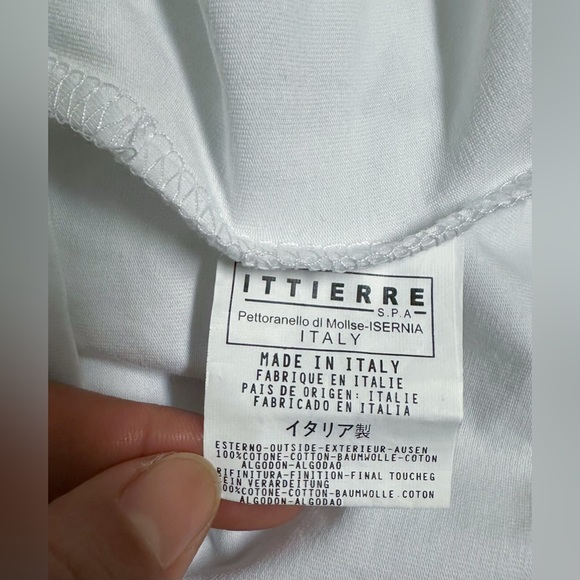 ITTIERRE
S.P.A
Pettoranello di Molise-ISERNIA
ITALY
MADE IN ITALY
FABRIQUE EN ITALIE
PAIS DE ORIGEN: ITALIE
FABRICADO EN ITALIA
イタリア製
ESTERNO-OUTSIDE-EXTERIEUR-AUSEN
100%COTONE-COTTON-BAUMWOLLE-COTON
ALGODON-ALGODAO
RIFINITURA-FINITION-FINAL TOUCHEG
EIN VERARDEITUNG
100%COTONE-COTTON-BAUMWOLLE.COTON
ALGODON-ALGODAO